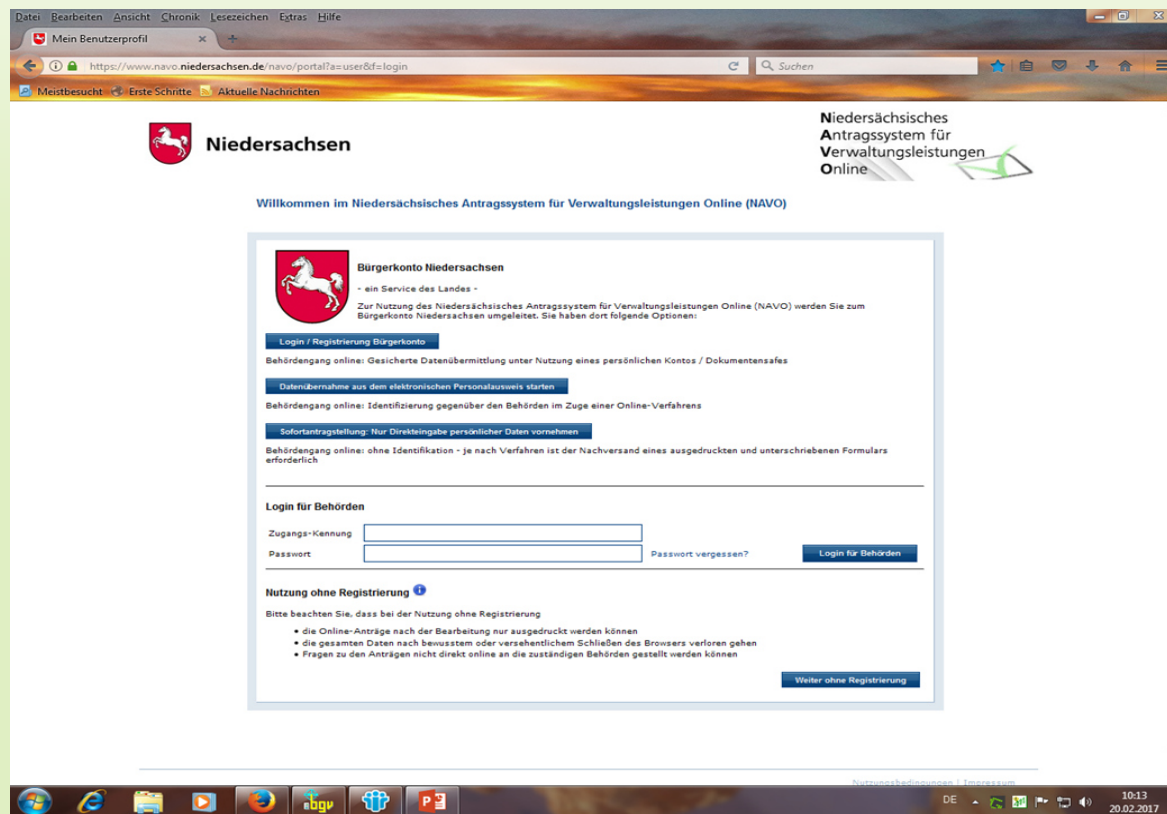 Datei Bearbeiten Ansicht Chronik Lesezeichen Extras Hilfe
Mein Benutzerprofil
https://www.navo.niedersachsen.de/navo/portal?a=user&f=login
Suchen
Meistbesucht Erste Schritte Aktuelle Nachrichten
Niedersachsen
Niedersächsisches
Antragssystem für
Verwaltungsleistungen
Online
Willkommen im Niedersächsisches Antragssystem für Verwaltungsleistungen Online (NAVO)
Bürgerkonto Niedersachsen
- ein Service des Landes -
Zur Nutzung des Niedersächsisches Antragssystem für Verwaltungsleistungen Online (NAVO) werden Sie zum
Bürgerkonto Niedersachsen umgeleitet. Sie haben dort folgende Optionen:
Login / Registrierung Bürgerkonto
Behördengang online: Gesicherte Datenübermittlung unter Nutzung eines persönlichen Kontos / Dokumentensafes
Datenübernahme aus dem elektronischen Personalausweis starten
Behördengang online: Identifizierung gegenüber den Behörden im Zuge einer Online-Verfahrens
Sofortantragstellung: Nur Direkteingabe persönlicher Daten vornehmen
Behördengang online: ohne Identifikation - je nach Verfahren ist der Nachversand eines ausgedruckten und unterschriebenen Formulars
erforderlich
Login für Behörden
Zugangs-Kennung
Passwort
Passwort vergessen?
Login für Behörden
Nutzung ohne Registrierung
Bitte beachten Sie, dass bei der Nutzung ohne Registrierung
• die Online-Anträge nach der Bearbeitung nur ausgedruckt werden können
• die gesamten Daten nach bewusstem oder versehentlichem Schließen des Browsers verloren gehen
• Fragen zu den Anträgen nicht direkt online an die zuständigen Behörden gestellt werden können
Weiter ohne Registrierung
Nutzungsbedingungen | Impressum
bgv
DE
10:13
20.02.2017